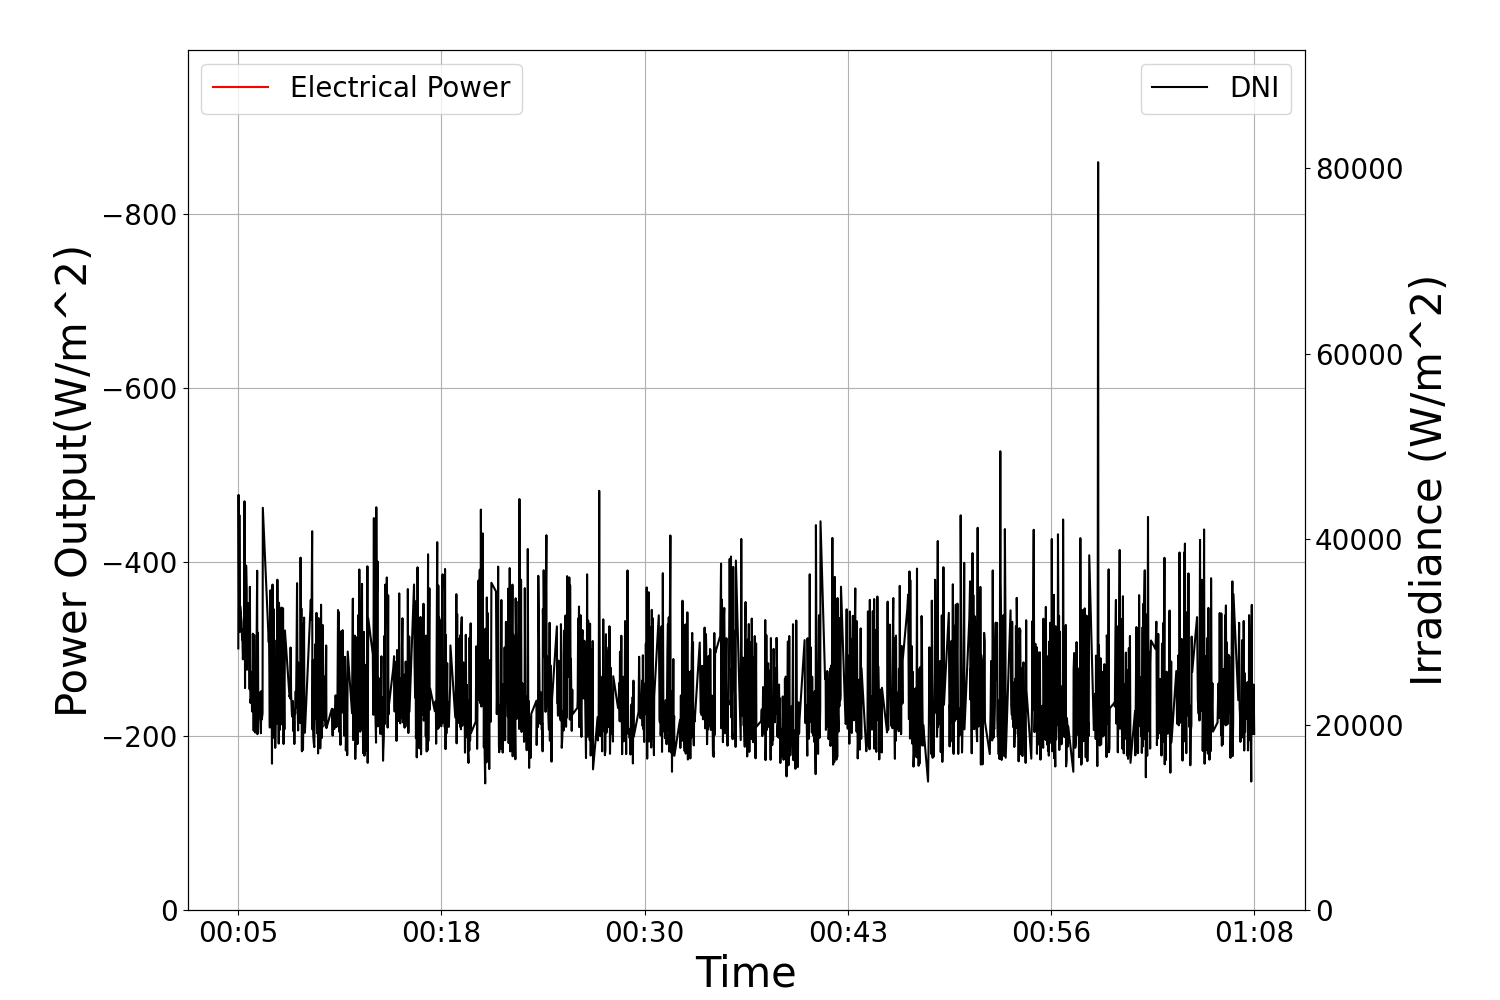 Electrical Power
DNI
Power Output(W/m^2)
−800
−600
−400
−200
0
80000
60000
40000
20000
0
Irradiance (W/m^2)
00:05 00:18 00:30 00:43 00:56 01:08
Time